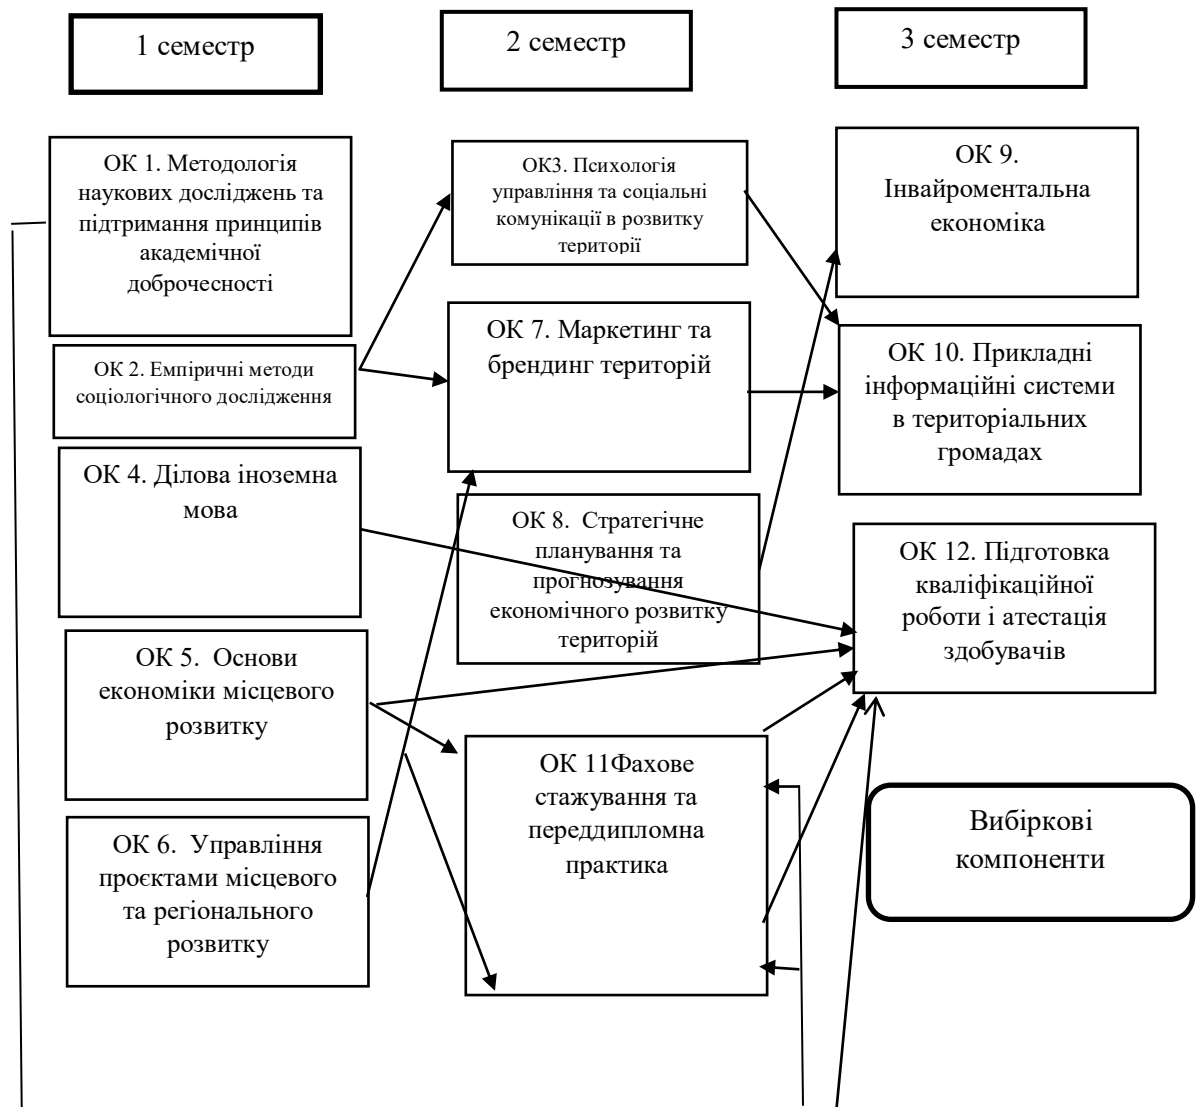 1 семестр
2 семестр
3 семестр
ОК 1. Методологія
наукових досліджень та
підтримання принципів
академічної
доброчесності
ОК 2. Емпіричні методи
соціологічного дослідження
ОК 4. Ділова іноземна
мова
ОК 5. Основи
економіки місцевого
розвитку
ОК 6. Управління
проєктами місцевого
та регіонального
розвитку
ОК3. Психологія
управління та соціальні
комунікації в розвитку
території
ОК 7. Маркетинг та
брендинг територій
ОК 8. Стратегічне
планування та
прогнозування
економічного розвитку
територій
ОК 11Фахове
стажування та
переддипломна
практика
ОК 9.
Інвайроментальна
економіка
ОК 10. Прикладні
інформаційні системи
в територіальних
громадах
ОК 12. Підготовка
кваліфікаційної
роботи і атестація
здобувачів
Вибіркові
компоненти